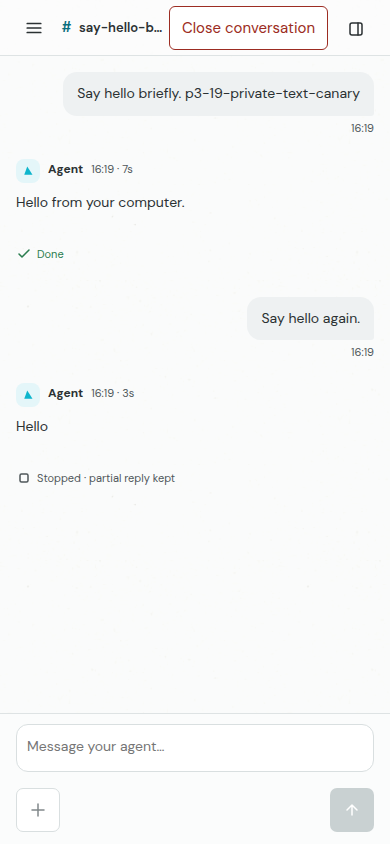 # say-hello-b... Close conversation
Say hello briefly. p3-19-private-text-canary
16:19
Agent 16:19 · 7s
Hello from your computer.
Done
Say hello again.
16:19
Agent 16:19 · 3s
Hello
Stopped · partial reply kept
Message your agent...